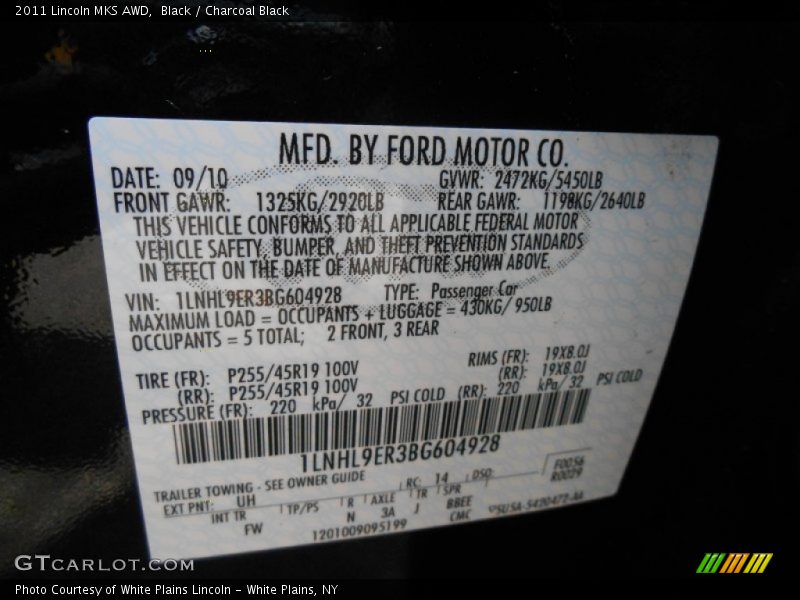 2011 Lincoln MKS AWD, Black / Charcoal Black
MFD. BY FORD MOTOR CO.
DATE: 09/10 GVWR: 2472KG/5450LB
FRONT GAWR: 1325KG/2920LB REAR GAWR: 1198KG/2640LB
THIS VEHICLE CONFORMS TO ALL APPLICABLE FEDERAL MOTOR
VEHICLE SAFETY, BUMPER, AND THEFT PREVENTION STANDARDS
IN EFFECT ON THE DATE OF MANUFACTURE SHOWN ABOVE.
VIN: 1LNHL9ER3BG604928 TYPE: Passenger Car
MAXIMUM LOAD = OCCUPANTS + LUGGAGE = 430KG/ 950LB
OCCUPANTS = 5 TOTAL; 2 FRONT, 3 REAR
TIRE (FR): P255/45R19 100V RIMS (FR): 19X8.0J
(RR): P255/45R19 100V (RR): 19X8.0J
PRESSURE (FR): 220 kPa/ 32 PSI COLD (RR): 220 kPa/ 32 PSI COLD
1LNHL9ER3BG604928
TRAILER TOWING - SEE OWNER GUIDE
EXT PNT: UH RC: 14 DSO: F0056
R0029
INT TR TP/PS R AXLE TR SPR
FW N 3A J BBEE
CMC
1201009095199
GTCARLOT.COM
Photo Courtesy of White Plains Lincoln - White Plains, NY